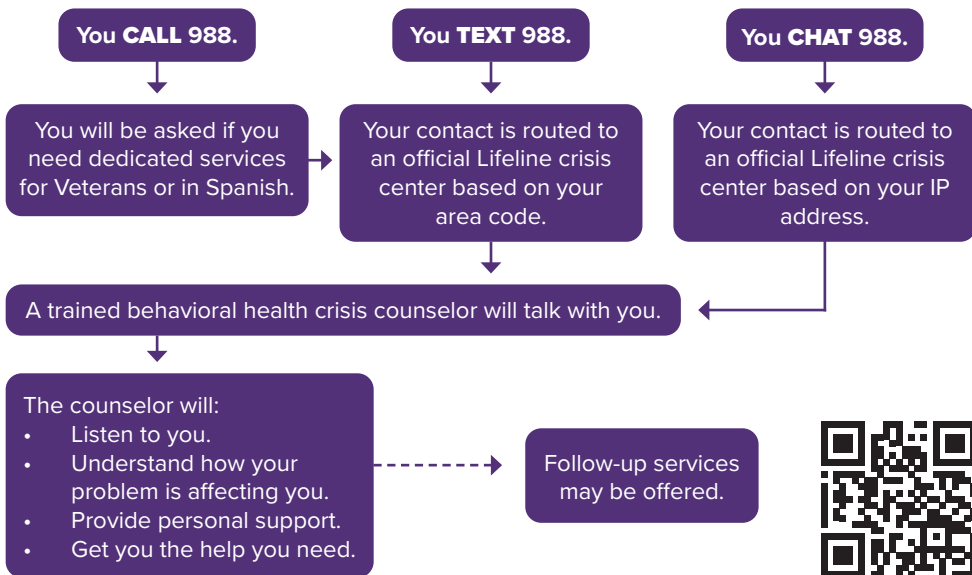 You CALL 988.
You TEXT 988.
You CHAT 988.
You will be asked if you
need dedicated services
for Veterans or in Spanish.
Your contact is routed to
an official Lifeline crisis
center based on your
area code.
Your contact is routed to
an official Lifeline crisis
center based on your IP
address.
A trained behavioral health crisis counselor will talk with you.
The counselor will:
• Listen to you.
• Understand how your
problem is affecting you.
• Provide personal support.
• Get you the help you need.
Follow-up services
may be offered.